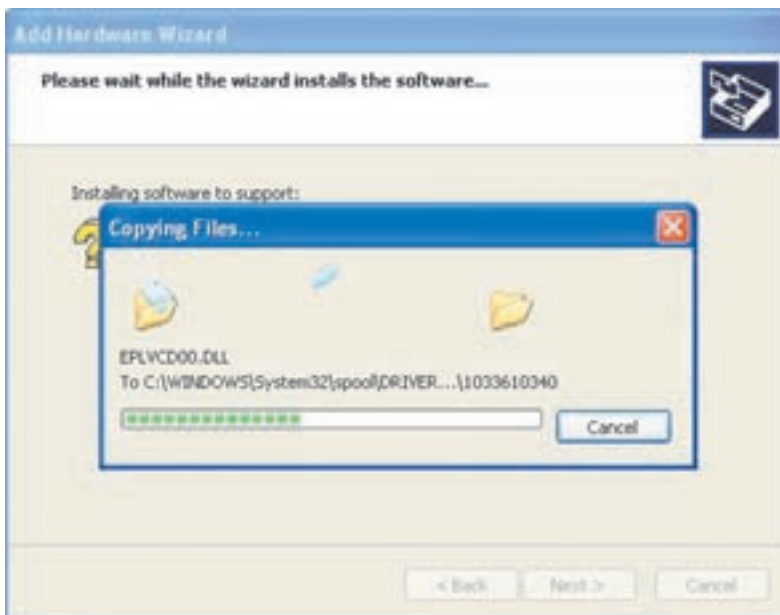 Add Hardware Wizard
Please wait while the wizard installs the software...
Installing software to support:
Copying Files...
EPLVCD00.DLL
To C:\WINDOWS\System32\spool\DRIVER...\1033610340
Cancel
< Back
Next >
Cancel